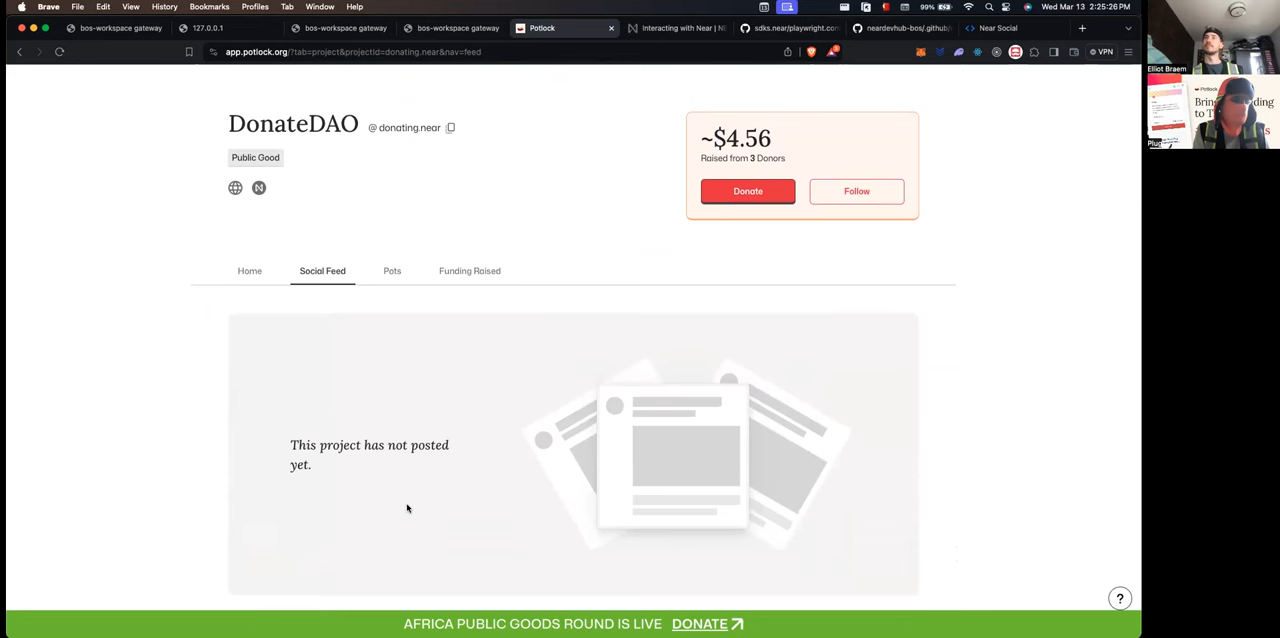 Brave File Edit View History Bookmarks Profiles Tab Window Help 99% Wed Mar 13 2:25:26 PM
bos-workspace gateway 127.0.0.1 bos-workspace gateway bos-workspace gateway Potlock Interacting with Near | NE sdks.near/playwright.con neardevhub-bos/.github/ Near Social
app.potlock.org/?tab=project&projectId=donating.near&nav=feed VPN
DonateDAO @ donating.near
Public Good
~$4.56
Raised from 3 Donors
Donate Follow
Home Social Feed Pots Funding Raised
This project has not posted
yet.
?
AFRICA PUBLIC GOODS ROUND IS LIVE DONATE
Elliot Braem
Potlock
Plug